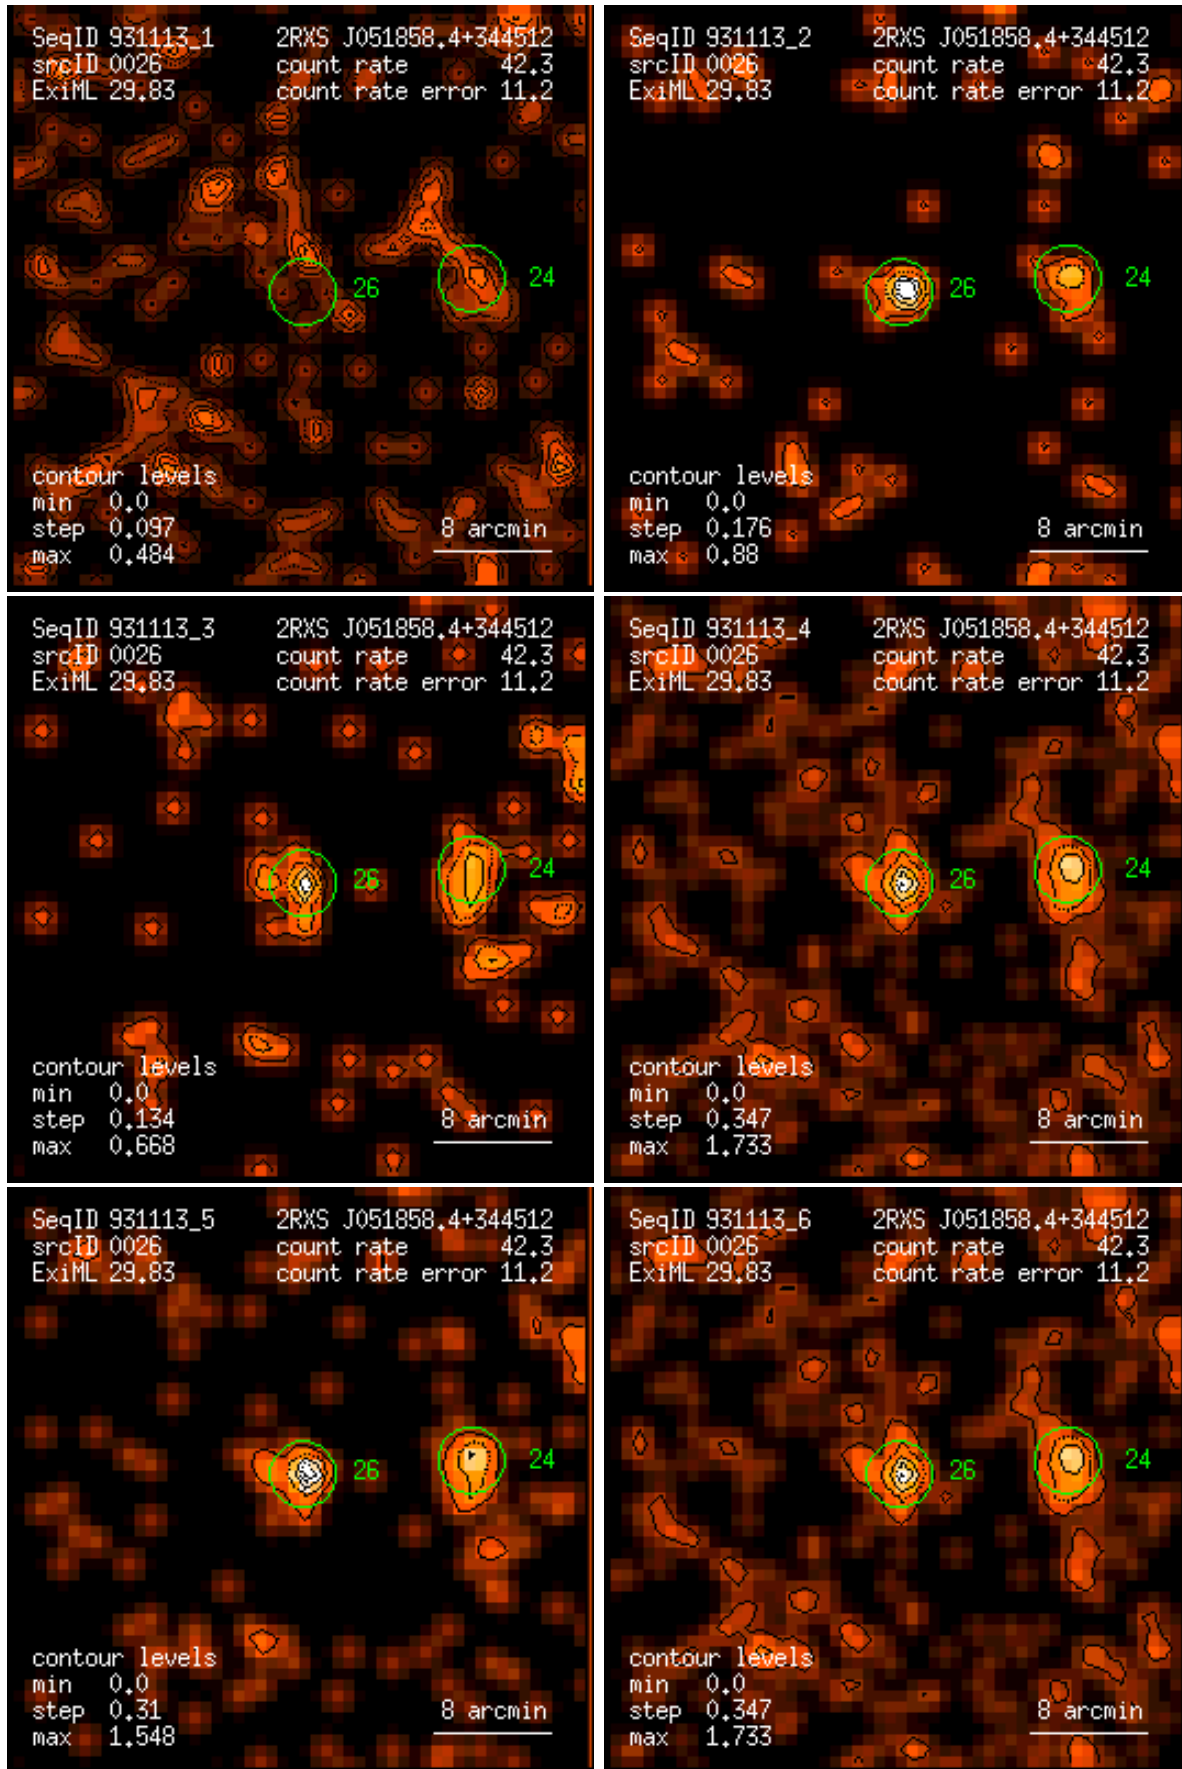 SeqID 931113_1 2RXS J051858.4+344512
srcID 0026 count rate 42.3
ExiML 29.83 count rate error 11.2
26 24
contour levels
min 0.0
step 0.097 8 arcmin
max 0.484
SeqID 931113_2 2RXS J051858.4+344512
srcID 0026 count rate 42.3
ExiML 29.83 count rate error 11.2
26 24
contour levels
min 0.0
step 0.176 8 arcmin
max 0.88
SeqID 931113_3 2RXS J051858.4+344512
srcID 0026 count rate 42.3
ExiML 29.83 count rate error 11.2
26 24
contour levels
min 0.0
step 0.134 8 arcmin
max 0.668
SeqID 931113_4 2RXS J051858.4+344512
srcID 0026 count rate 42.3
ExiML 29.83 count rate error 11.2
26 24
contour levels
min 0.0
step 0.347 8 arcmin
max 1.733
SeqID 931113_5 2RXS J051858.4+344512
srcID 0026 count rate 42.3
ExiML 29.83 count rate error 11.2
26 24
contour levels
min 0.0
step 0.31 8 arcmin
max 1.548
SeqID 931113_6 2RXS J051858.4+344512
srcID 0026 count rate 42.3
ExiML 29.83 count rate error 11.2
26 24
contour levels
min 0.0
step 0.347 8 arcmin
max 1.733